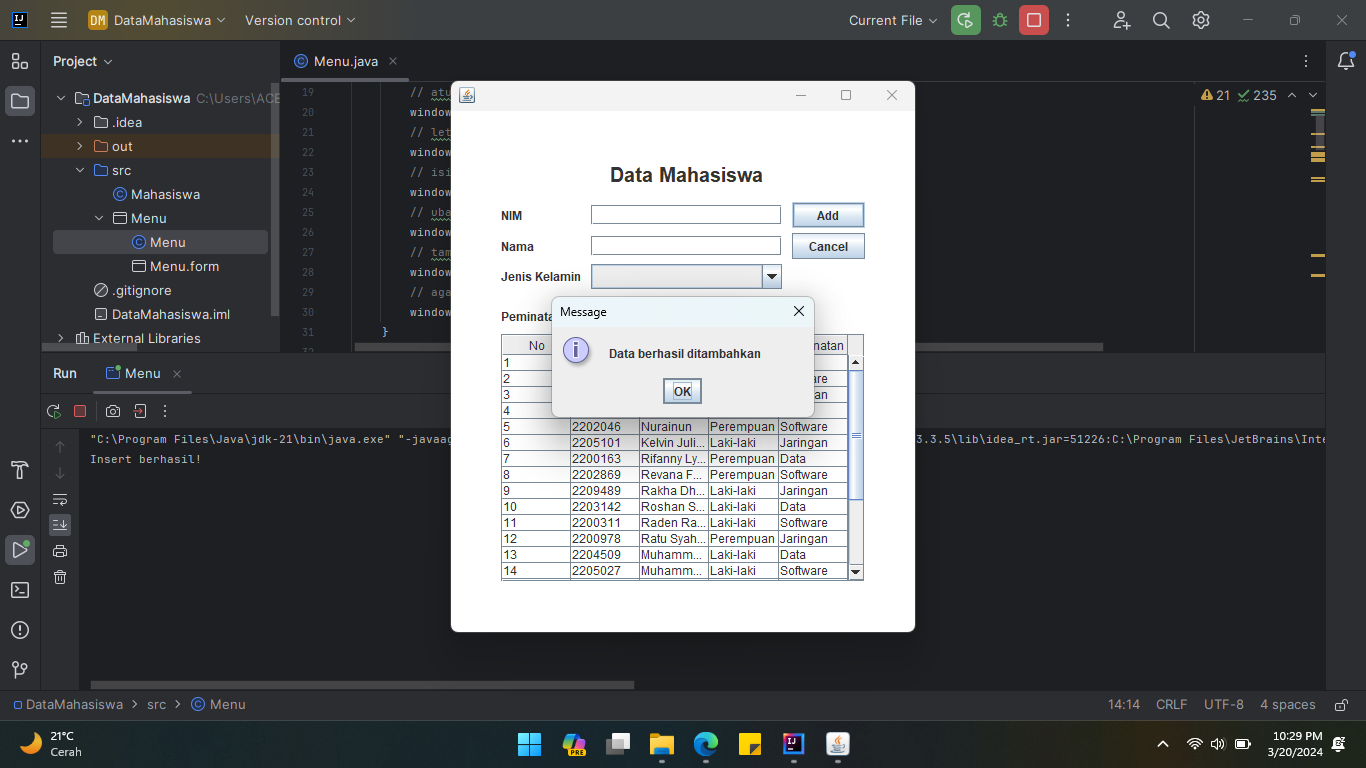 DM DataMahasiswa Version control Current File
Project
Menu.java
DataMahasiswa C:\Users\ACE
.idea
out
src
Mahasiswa
Menu
Menu
Menu.form
.gitignore
DataMahasiswa.iml
External Libraries
21 235
19 // atu
20 window
21 // let
22 window
23 // isi
24 window
25 // uba
26 window
27 // tam
28 window
29 // aga
30 window
31 }
32
Data Mahasiswa
NIM Add
Nama Cancel
Jenis Kelamin
Peminata
Message
Data berhasil ditambahkan
OK
No natan
1
2 re
3 an
4
5 2202046 Nurainun Perempuan Software
6 2205101 Kelvin Juli... Laki-laki Jaringan
7 2200163 Rifanny Ly... Perempuan Data
8 2202869 Revana F... Perempuan Software
9 2209489 Rakha Dh... Laki-laki Jaringan
10 2203142 Roshan S... Laki-laki Data
11 2200311 Raden Ra... Laki-laki Software
12 2200978 Ratu Syah... Perempuan Jaringan
13 2204509 Muhamm... Laki-laki Data
14 2205027 Muhamm... Laki-laki Software
Run Menu
"C:\Program Files\Java\jdk-21\bin\java.exe" "-javaag 3.3.5\lib\idea_rt.jar=51226:C:\Program Files\JetBrains\Inte
Insert berhasil!
DataMahasiswa > src > Menu 14:14 CRLF UTF-8 4 spaces
21°C
Cerah
PRE
10:29 PM
3/20/2024